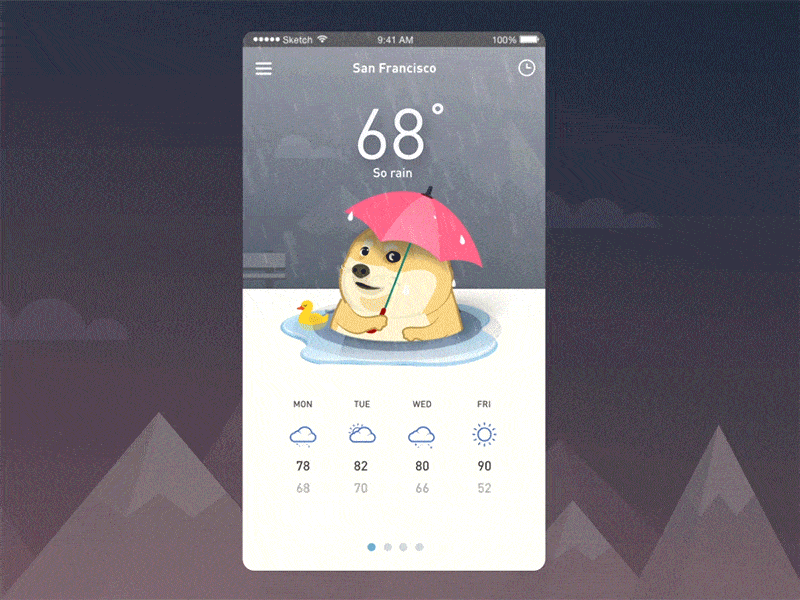 Sketch 9:41 AM 100%
San Francisco
68°
So rain
MON TUE WED FRI
78 82 80 90
68 70 66 52